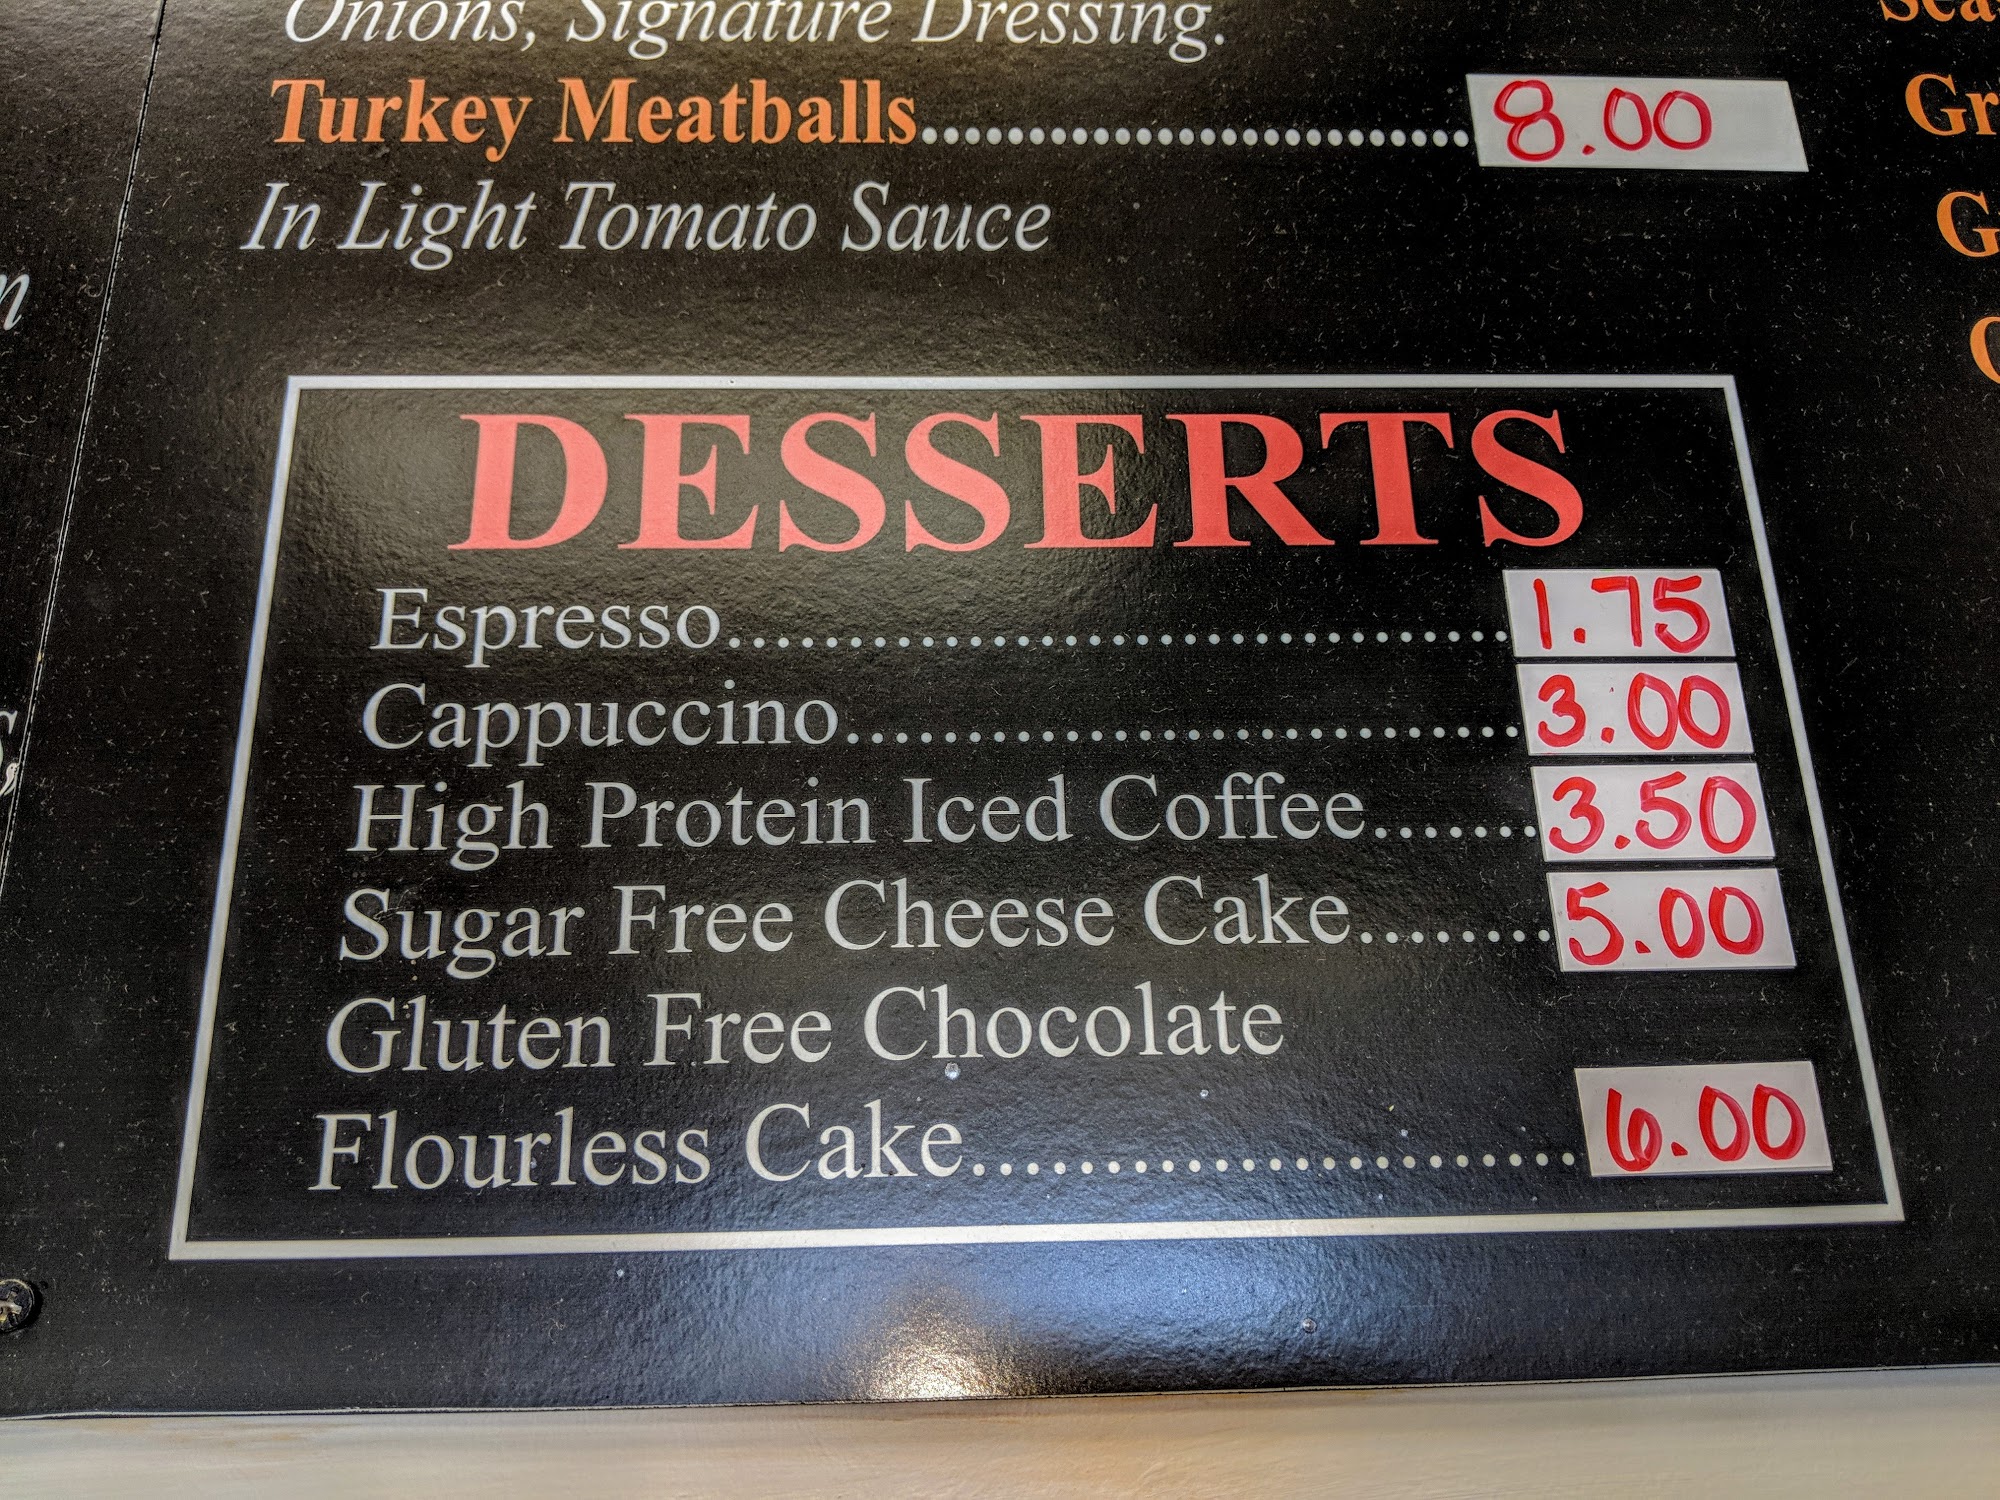 Onions, Signature Dressing.
Turkey Meatballs 8.00
In Light Tomato Sauce
DESSERTS
Espresso 1.75
Cappuccino 3.00
High Protein Iced Coffee 3.50
Sugar Free Cheese Cake 5.00
Gluten Free Chocolate
Flourless Cake 6.00